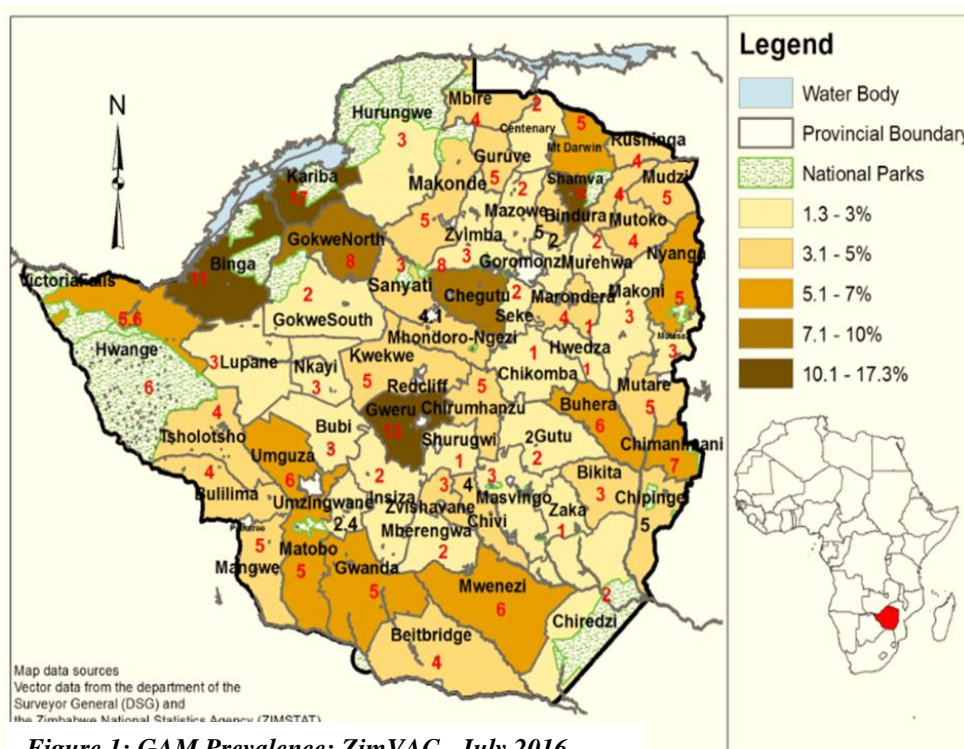 Legend
Water Body
Provincial Boundary
National Parks
1.3 - 3%
3.1 - 5%
5.1 - 7%
7.1 - 10%
10.1 - 17.3%
N
Hurungwe
3
Mbire
4
2
Centenary
5
Mt Darwin
Rushinga
4
Kariba
17
Makonde
5
Guruve
5
2
Mazowe
Shamva
Bindura
4
Mudzi
5
Mutoko
4
5
2
2
GokweNorth
8
Zvimba
3
Goromonzi
Murehwa
Nyanga
5
Binga
11
3
Sanyati
8
Chegutu
2
Seke
Marondera
4
1
Makoni
3
VictoriaFalls
5.6
2
GokweSouth
4.1
Mhondoro-Ngezi
3
Hwange
6
3
Lupane
Nkayi
3
Kwekwe
5
Redcliff
5
1
Hwedza
1
Chikomba
Mutare
5
4
Tsholotsho
Gweru
13
Chirumhanzu
Buhera
6
Chimanimani
7
Bubi
3
Umguza
6
Shurugwi
1
2Gutu
2
Bikita
3
4
Bulilima
Umzingwane
2.4
2
Insiza
3
Zvishavane
4
3
Masvingo
Chivi
Zaka
1
Chipinge
5
Mberengwa
2
5
Mangwe
Matobo
5
Gwanda
5
Mwenezi
6
2
Chiredzi
Beitbridge
4
Map data sources
Vector data from the department of the
Surveyor General (DSG) and
the Zimbabwe National Statistics Agency (ZIMSTAT)
Figure 1: GAM Prevalence: ZimVAC July 2016